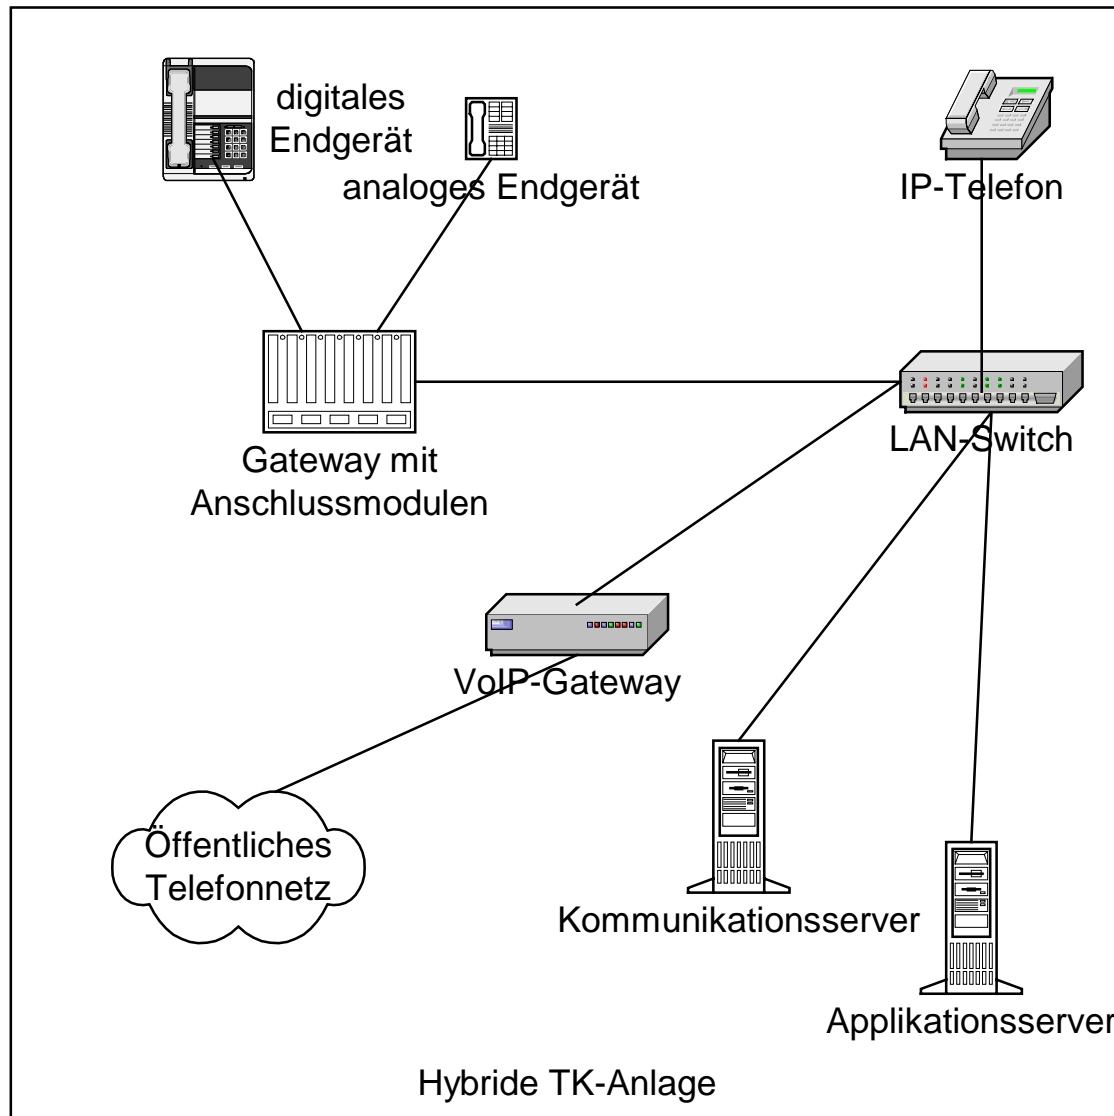 digitales
Endgerät
analoges Endgerät
IP-Telefon
LAN-Switch
Gateway mit
Anschlussmodulen
VoIP-Gateway
Öffentliches
Telefonnetz
Kommunikationsserver
Applikationsserver
Hybride TK-Anlage